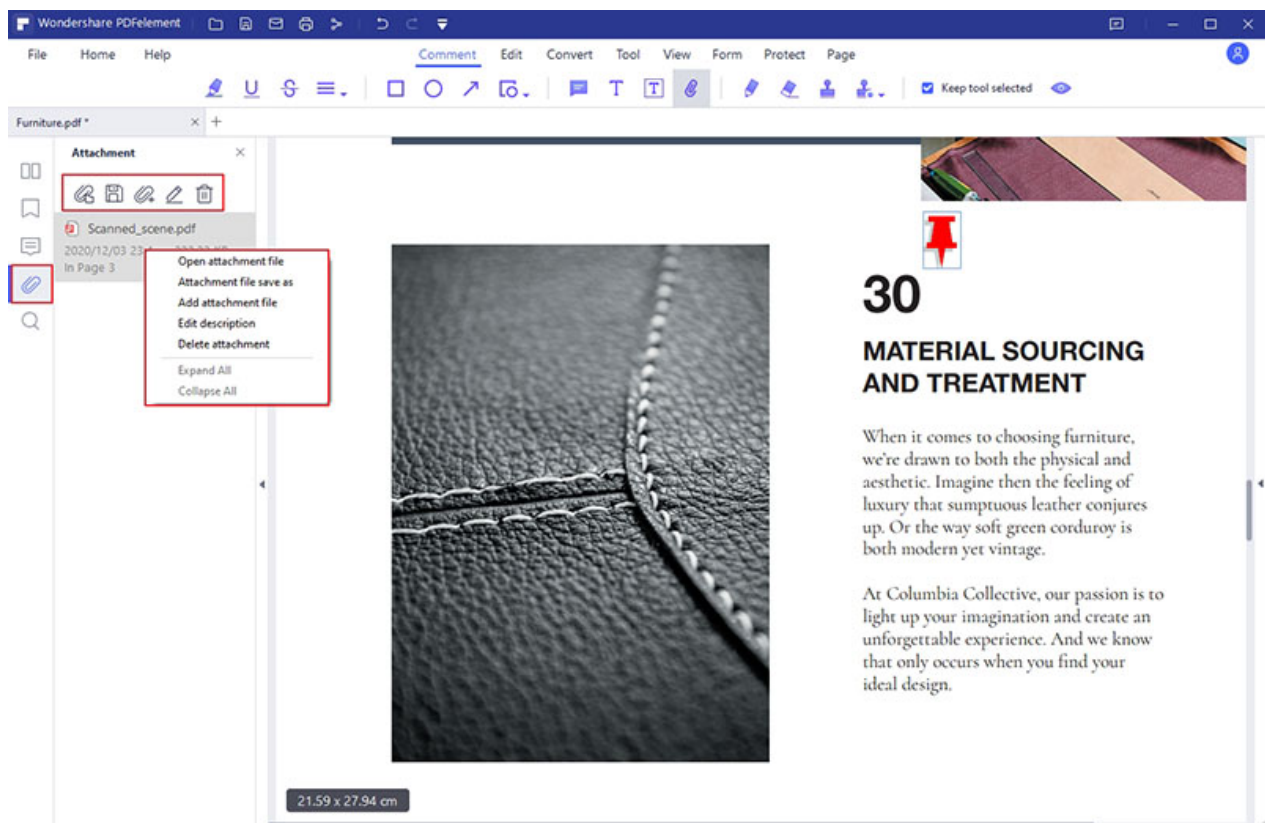 Wondershare PDFelement
File Home Help Comment Edit Convert Tool View Form Protect Page
Keep tool selected
Furniture.pdf *
Attachment
Scanned_scene.pdf
2020/12/03 23
In Page 3
Open attachment file
Attachment file save as
Add attachment file
Edit description
Delete attachment
Expand All
Collapse All
30
MATERIAL SOURCING
AND TREATMENT
When it comes to choosing furniture,
we're drawn to both the physical and
aesthetic. Imagine then the feeling of
luxury that sumptuous leather conjures
up. Or the way soft green corduroy is
both modern yet vintage.
At Columbia Collective, our passion is to
light up your imagination and create an
unforgettable experience. And we know
that only occurs when you find your
ideal design.
21.59 x 27.94 cm